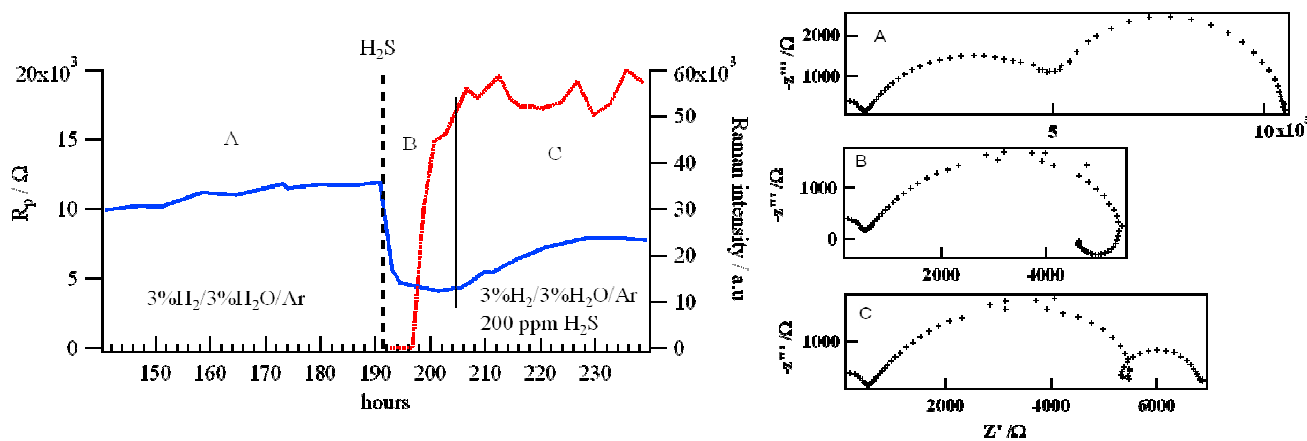 H2S
20x10³
15
10
5
0
Rp / Ω
A
B
C
3%H2/3%H2O/Ar
3%H2/3%H2O/Ar
200 ppm H2S
60x10³
50
40
30
20
10
0
Raman intensity / a.u
150 160 170 180 190 200 210 220 230
hours
A
2000
1000
-Z''/Ω
5
B
1000
0
-Z''/Ω
2000 4000
C
1000
-Z''/Ω
2000 4000 6000
Z' /Ω